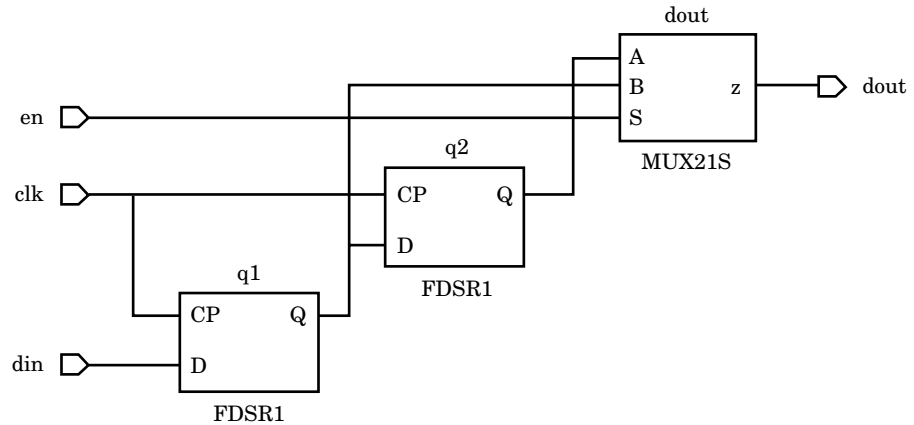 dout
A
B z dout
en S
q2 MUX21S
clk CP Q
D
q1 FDSR1
CP Q
din D
FDSR1